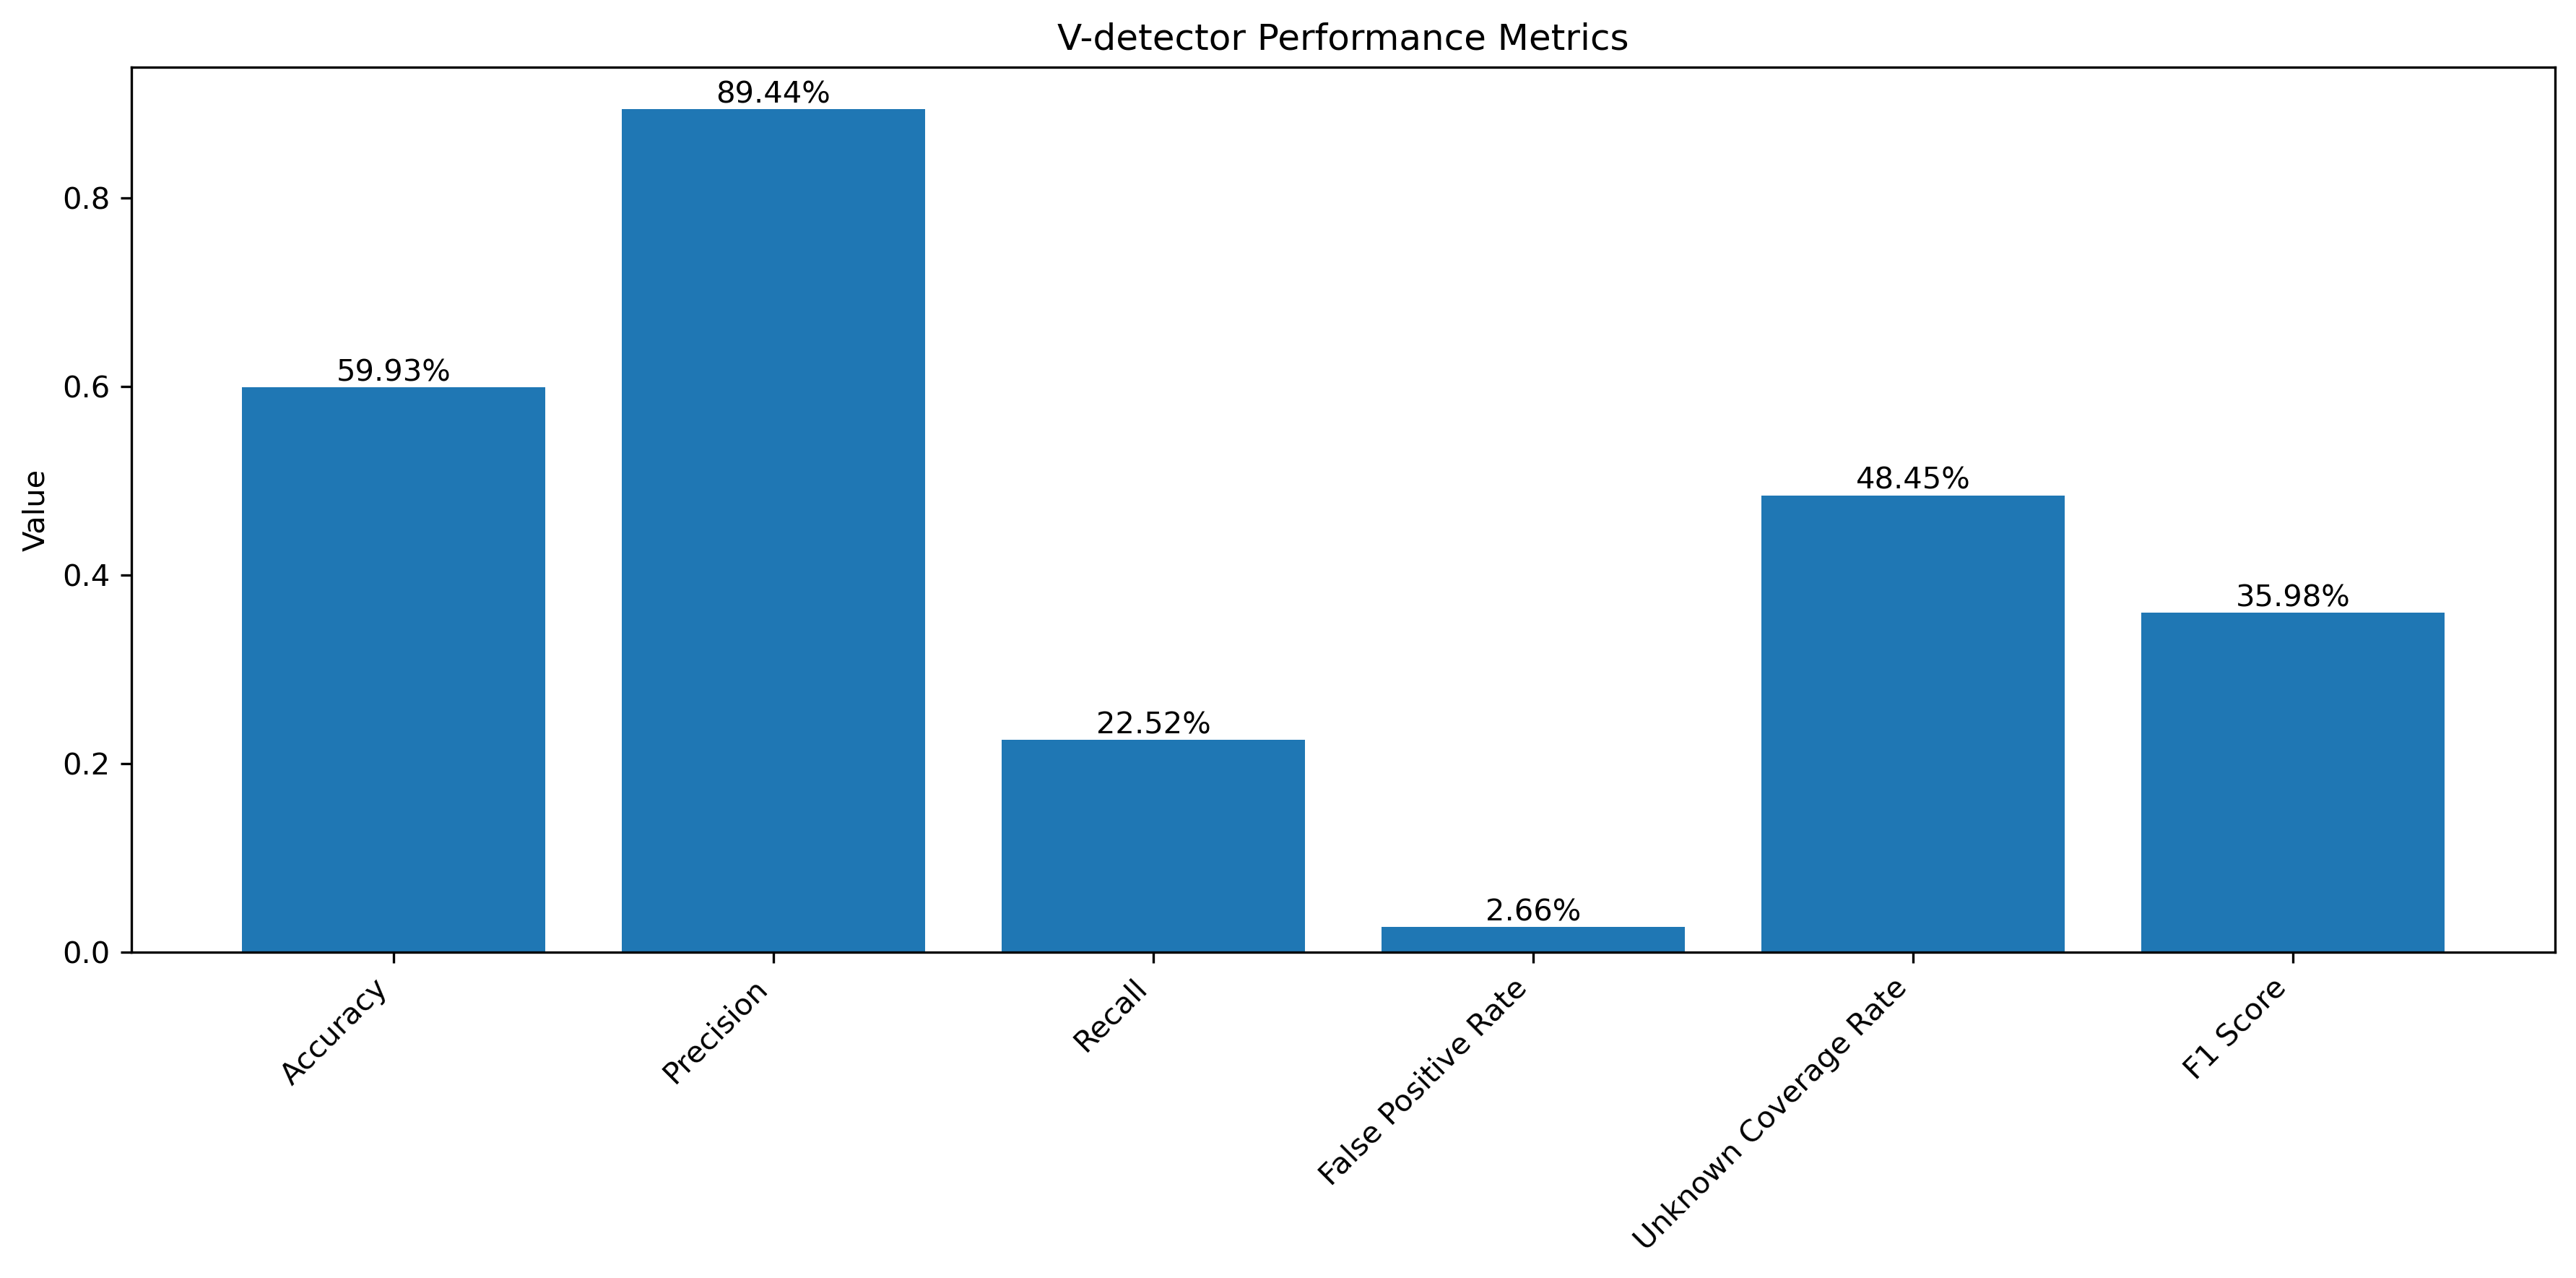 V-detector Performance Metrics
89.44%
0.8
59.93%
0.6
48.45%
Value
0.4
35.98%
22.52%
0.2
2.66%
0.0
Accuracy
Precision
Recall
False Positive Rate
Unknown Coverage Rate
F1 Score